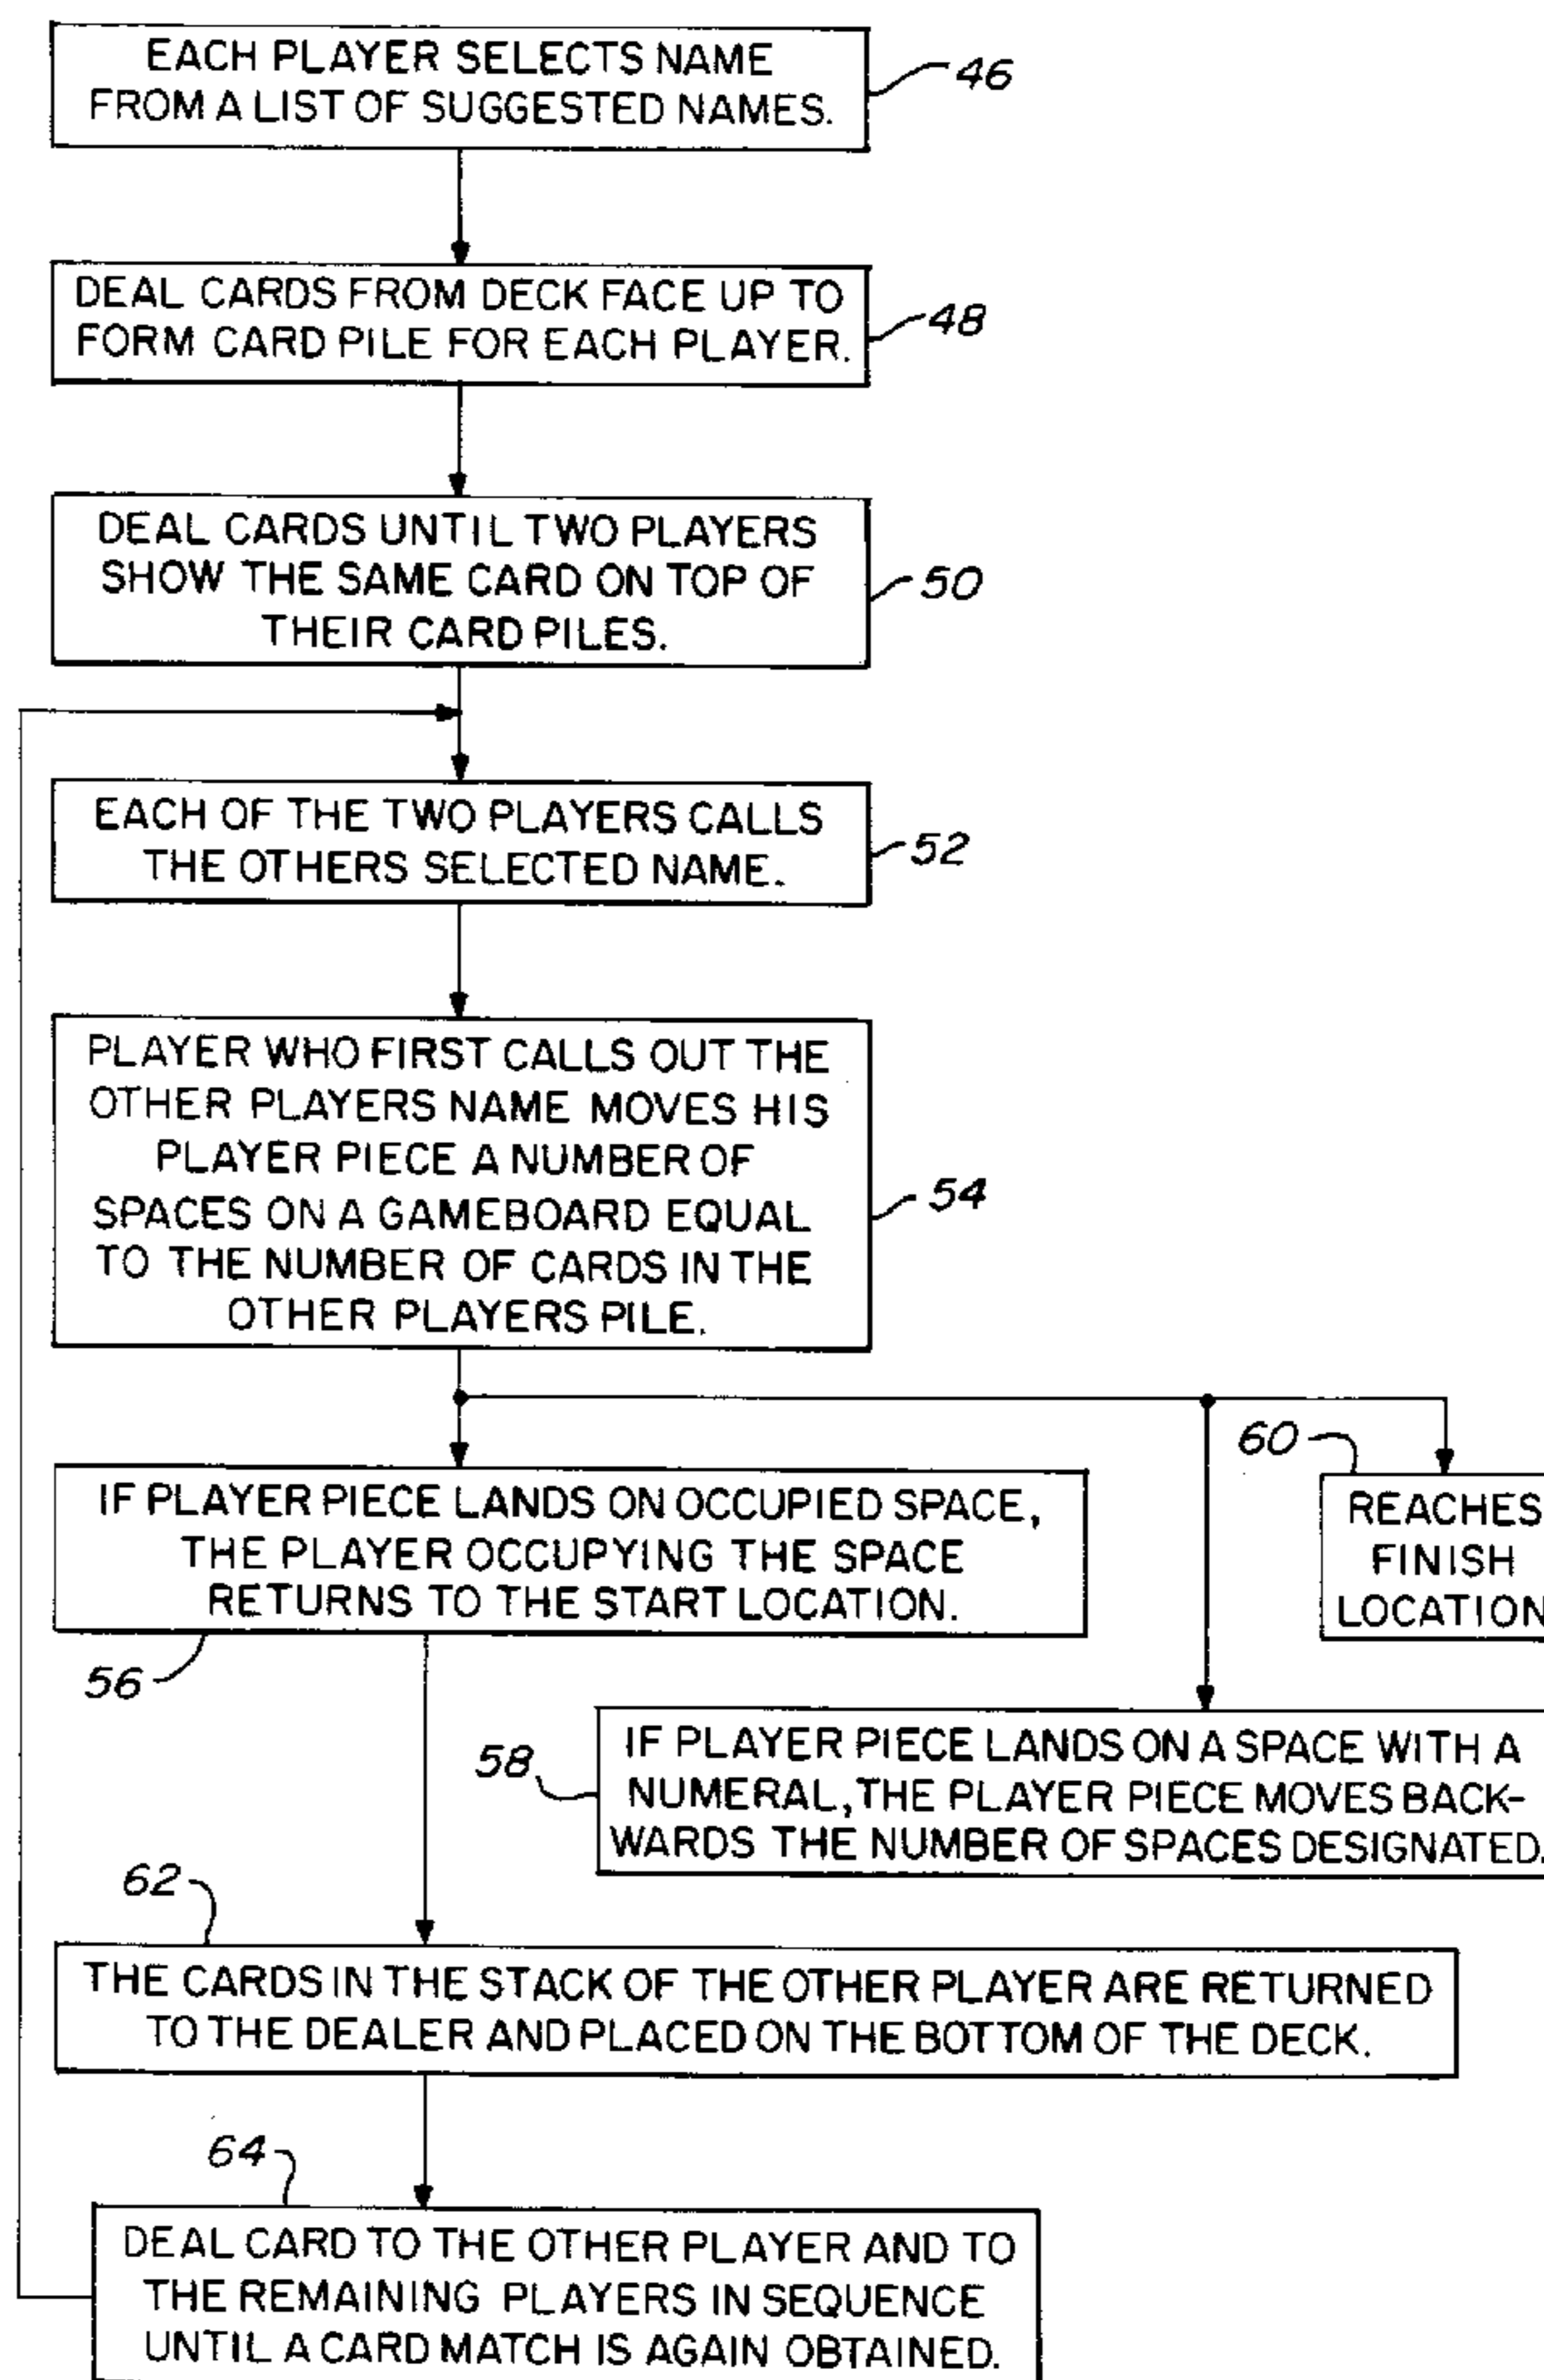 EACH PLAYER SELECTS NAME
FROM A LIST OF SUGGESTED NAMES.
46
DEAL CARDS FROM DECK FACE UP TO
FORM CARD PILE FOR EACH PLAYER.
48
DEAL CARDS UNTIL TWO PLAYERS
SHOW THE SAME CARD ON TOP OF
THEIR CARD PILES.
50
EACH OF THE TWO PLAYERS CALLS
THE OTHERS SELECTED NAME.
52
PLAYER WHO FIRST CALLS OUT THE
OTHER PLAYERS NAME MOVES HIS
PLAYER PIECE A NUMBER OF
SPACES ON A GAMEBOARD EQUAL
TO THE NUMBER OF CARDS IN THE
OTHER PLAYERS PILE.
54
IF PLAYER PIECE LANDS ON OCCUPIED SPACE,
THE PLAYER OCCUPYING THE SPACE
RETURNS TO THE START LOCATION.
56
60
REACHES
FINISH
LOCATION
58
IF PLAYER PIECE LANDS ON A SPACE WITH A
NUMERAL, THE PLAYER PIECE MOVES BACK-
WARDS THE NUMBER OF SPACES DESIGNATED.
62
THE CARDS IN THE STACK OF THE OTHER PLAYER ARE RETURNED
TO THE DEALER AND PLACED ON THE BOTTOM OF THE DECK.
64
DEAL CARD TO THE OTHER PLAYER AND TO
THE REMAINING PLAYERS IN SEQUENCE
UNTIL A CARD MATCH IS AGAIN OBTAINED.